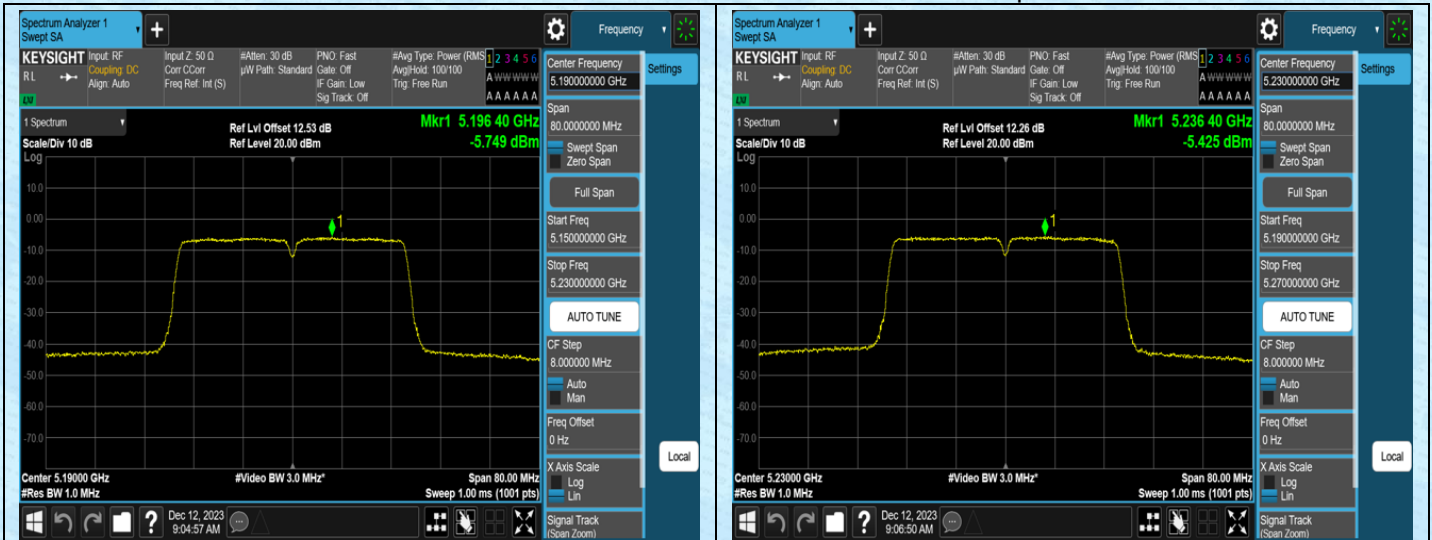 Spectrum Analyzer 1
Swept SA
Frequency
KEYSIGHT
R L
LXI
Input: RF
Coupling: DC
Align: Auto
Input Z: 50 Ω
Corr CCorr
Freq Ref: Int (S)
#Atten: 30 dB
µW Path: Standard
PNO: Fast
Gate: Off
IF Gain: Low
Sig Track: Off
#Avg Type: Power (RMS
Avg|Hold: 100/100
Trig: Free Run
1 2 3 4 5 6
A W W W W W
A A A A A A
Center Frequency
5.190000000 GHz
Settings
Span
80.0000000 MHz
Swept Span
Zero Span
Full Span
Start Freq
5.150000000 GHz
Stop Freq
5.230000000 GHz
AUTO TUNE
CF Step
8.000000 MHz
Auto
Man
Freq Offset
0 Hz
X Axis Scale
Log
Lin
Signal Track
(Span Zoom)
Local
1 Spectrum
Scale/Div 10 dB
Log
Ref Lvl Offset 12.53 dB
Ref Level 20.00 dBm
Mkr1 5.196 40 GHz
-5.749 dBm
10.0
0.00
-10.0
-20.0
-30.0
-40.0
-50.0
-60.0
-70.0
1
Center 5.19000 GHz
#Res BW 1.0 MHz
#Video BW 3.0 MHz*
Span 80.00 MHz
Sweep 1.00 ms (1001 pts)
?
Dec 12, 2023
9:04:57 AM
Spectrum Analyzer 1
Swept SA
Frequency
KEYSIGHT
R L
LXI
Input: RF
Coupling: DC
Align: Auto
Input Z: 50 Ω
Corr CCorr
Freq Ref: Int (S)
#Atten: 30 dB
µW Path: Standard
PNO: Fast
Gate: Off
IF Gain: Low
Sig Track: Off
#Avg Type: Power (RMS
Avg|Hold: 100/100
Trig: Free Run
1 2 3 4 5 6
A W W W W W
A A A A A A
Center Frequency
5.230000000 GHz
Settings
Span
80.0000000 MHz
Swept Span
Zero Span
Full Span
Start Freq
5.190000000 GHz
Stop Freq
5.270000000 GHz
AUTO TUNE
CF Step
8.000000 MHz
Auto
Man
Freq Offset
0 Hz
X Axis Scale
Log
Lin
Signal Track
(Span Zoom)
Local
1 Spectrum
Scale/Div 10 dB
Log
Ref Lvl Offset 12.26 dB
Ref Level 20.00 dBm
Mkr1 5.236 40 GHz
-5.425 dBm
10.0
0.00
-10.0
-20.0
-30.0
-40.0
-50.0
-60.0
-70.0
1
Center 5.23000 GHz
#Res BW 1.0 MHz
#Video BW 3.0 MHz*
Span 80.00 MHz
Sweep 1.00 ms (1001 pts)
?
Dec 12, 2023
9:06:50 AM